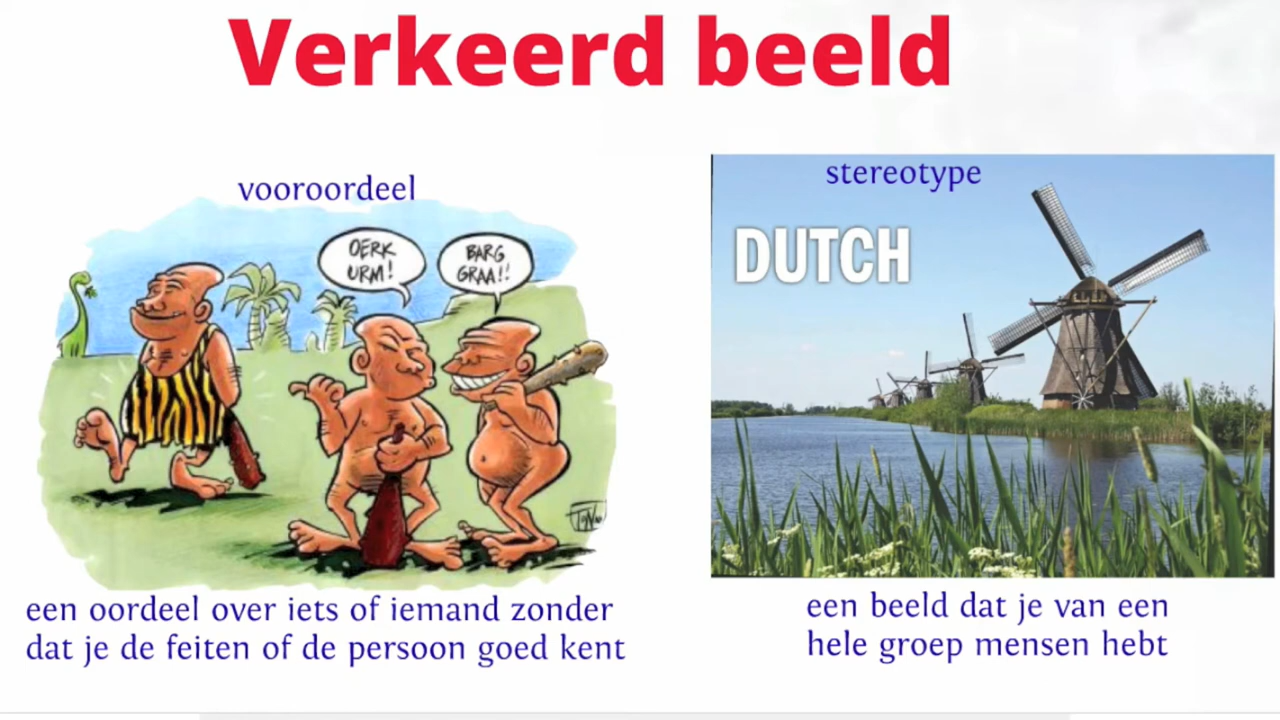 Verkeerd beeld
vooroordeel
OERK
URM!
BARG
GRAA!!
een oordeel over iets of iemand zonder
dat je de feiten of de persoon goed kent
stereotype
DUTCH
een beeld dat je van een
hele groep mensen hebt